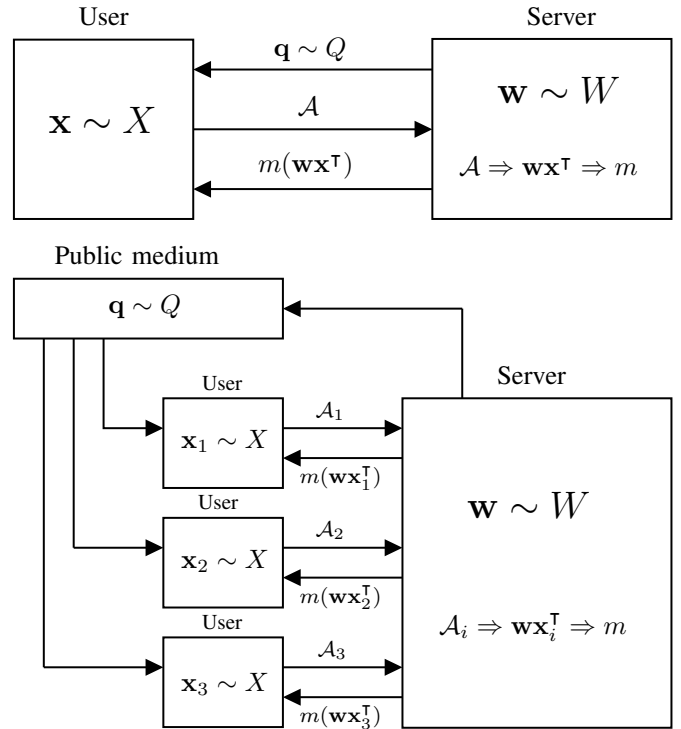 User Server
𝐪 ∼ Q
𝐱 ∼ X
𝒜
𝐰 ∼ W
m(𝐰𝐱ᵀ)
𝒜 ⇒ 𝐰𝐱ᵀ ⇒ m
Public medium
𝐪 ∼ Q
User
Server
𝐱₁ ∼ X
𝒜₁
m(𝐰𝐱₁ᵀ)
User
𝐱₂ ∼ X
𝒜₂
m(𝐰𝐱₂ᵀ)
𝐰 ∼ W
User
𝐱₃ ∼ X
𝒜₃
m(𝐰𝐱₃ᵀ)
𝒜ᵢ ⇒ 𝐰𝐱ᵢᵀ ⇒ m